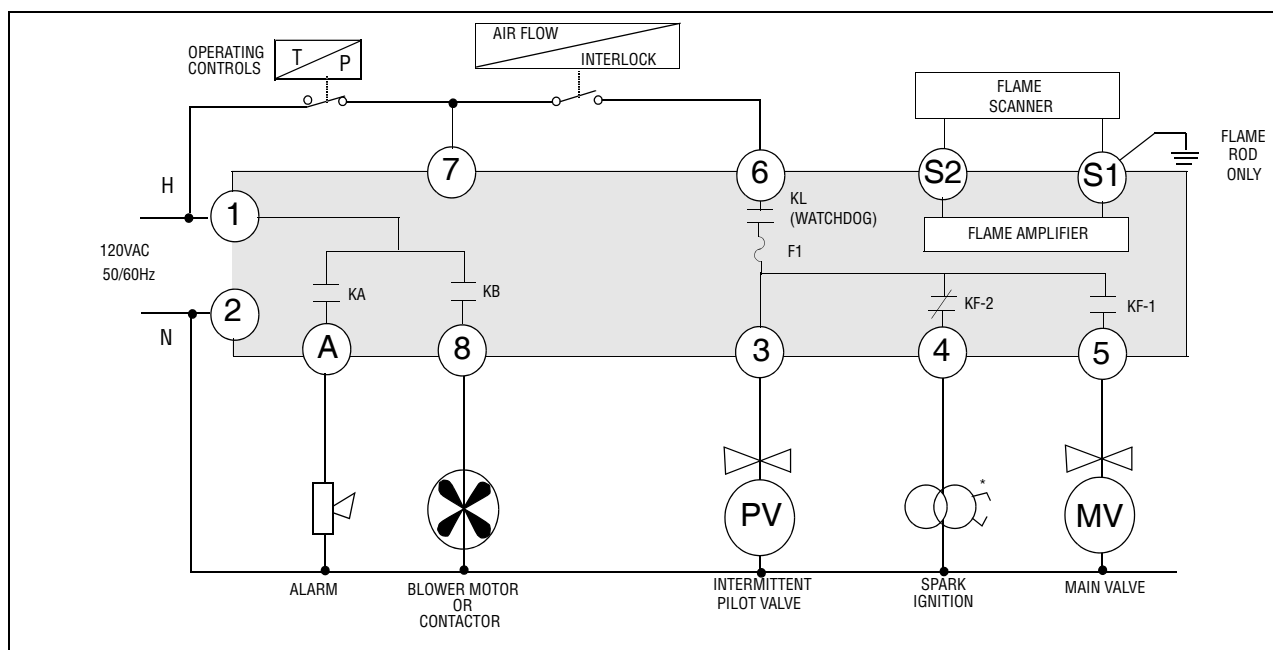 OPERATING
CONTROLS
T
P
AIR FLOW
INTERLOCK
FLAME
SCANNER
FLAME
ROD
ONLY
7
6
S2
S1
H
1
KL
(WATCHDOG)
FLAME AMPLIFIER
120VAC
50/60Hz
F1
2
KA
KB
KF-2
KF-1
N
A
8
3
4
5
*
PV
MV
ALARM
BLOWER MOTOR
OR
CONTACTOR
INTERMITTENT
PILOT VALVE
SPARK
IGNITION
MAIN VALVE